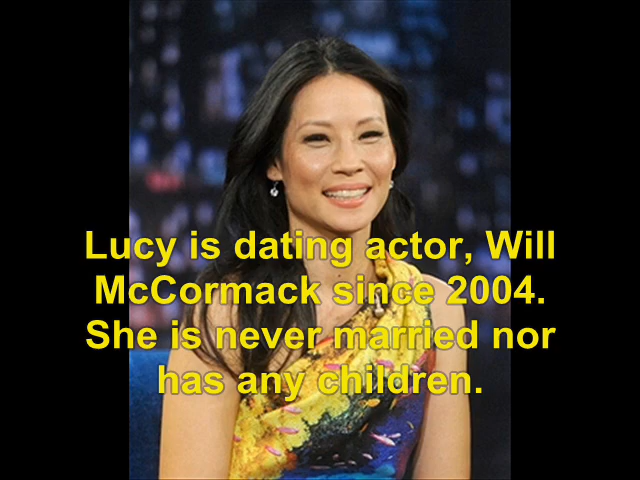 Lucy is dating actor, Will
McCormack since 2004.
She is never married nor
has any children.